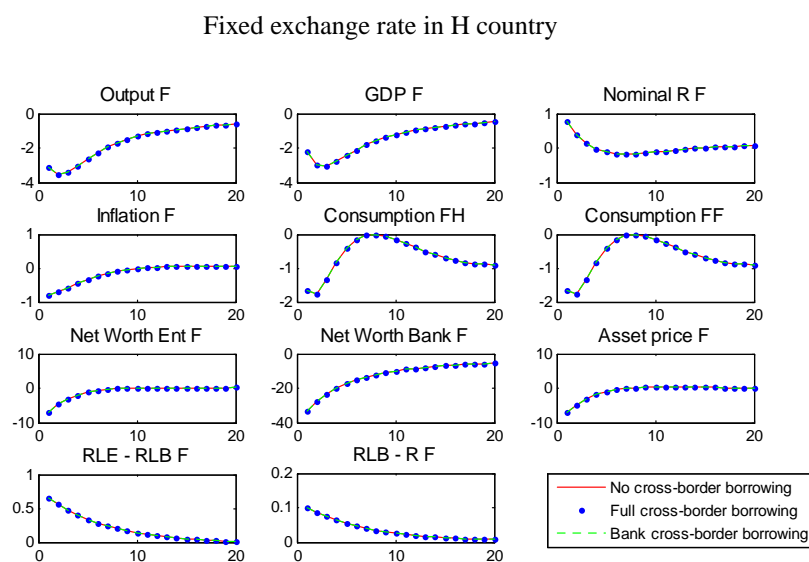 Fixed exchange rate in H country
Output F
GDP F
Nominal R F
0
-2
-4
0 10 20
0
-2
-4
0 10 20
1
0
-1
0 10 20
Inflation F
Consumption FH
Consumption FF
1
0
1
0 10 20
0
-1
-2
0 10 20
0
-1
-2
0 10 20
Net Worth Ent F
Net Worth Bank F
Asset price F
10
0
-10
0 10 20
0
-20
-40
0 10 20
10
0
-10
0 10 20
RLE - RLB F
RLB - R F
1
0.5
0
0 10 20
0.2
0.1
0
0 10 20
No cross-border borrowing
Full cross-border borrowing
Bank cross-border borrowing